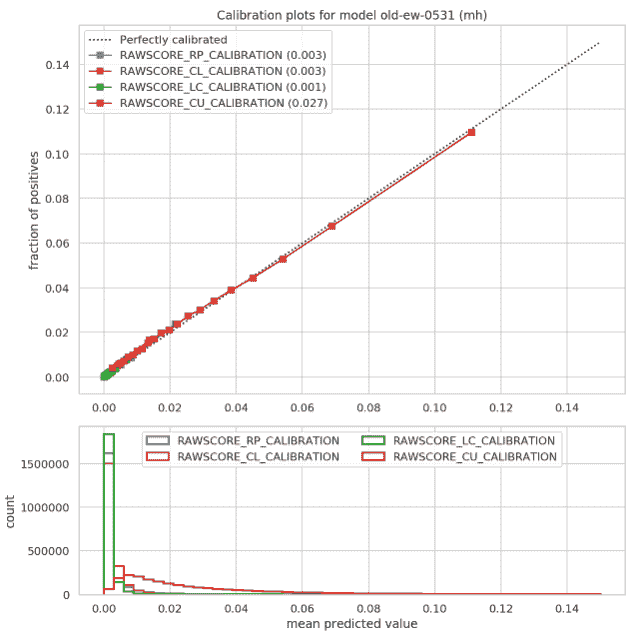 Calibration plots for model old-ew-0531 (mh)
Perfectly calibrated
RAWSCORE_RP_CALIBRATION (0.003)
RAWSCORE_CL_CALIBRATION (0.003)
RAWSCORE_LC_CALIBRATION (0.001)
RAWSCORE_CU_CALIBRATION (0.027)
0.14
0.12
0.10
0.08
0.06
0.04
0.02
0.00
fraction of positives
0.00 0.02 0.04 0.06 0.08 0.10 0.12 0.14
RAWSCORE_RP_CALIBRATION RAWSCORE_LC_CALIBRATION
RAWSCORE_CL_CALIBRATION RAWSCORE_CU_CALIBRATION
1500000
1000000
500000
0
count
0.00 0.02 0.04 0.06 0.08 0.10 0.12 0.14
mean predicted value